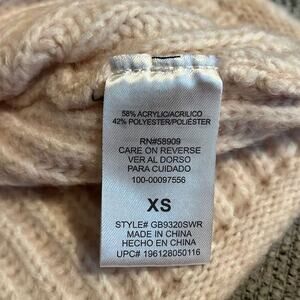 58% ACRYLIC/ACRILICO
42% POLYESTER/POLIÉSTER
RN#58909
CARE ON REVERSE
VER AL DORSO
PARA CUIDADO
100-00097556
XS
STYLE# GB9320SWR
MADE IN CHINA
HECHO EN CHINA
UPC# 196128050116